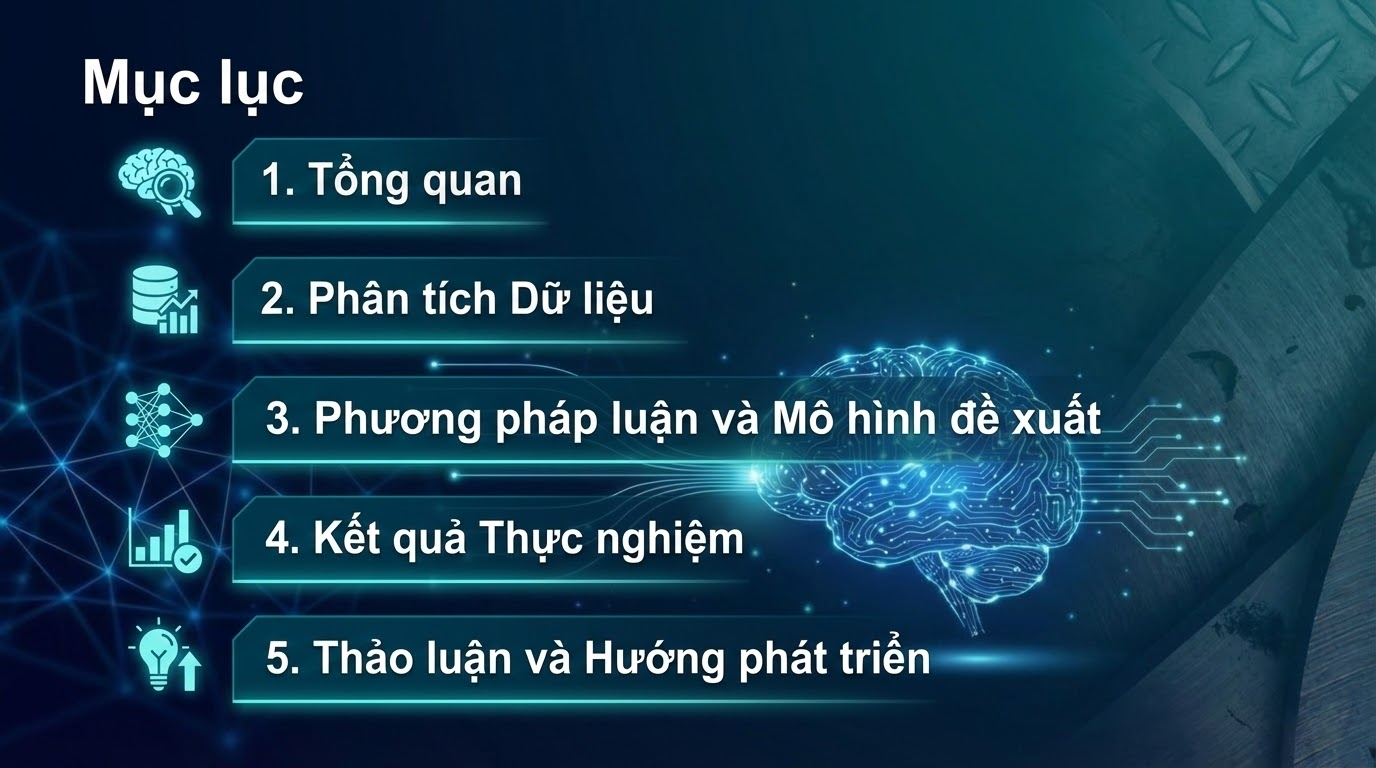 Mục lục
1. Tổng quan
2. Phân tích Dữ liệu
3. Phương pháp luận và Mô hình đề xuất
4. Kết quả Thực nghiệm
5. Thảo luận và Hướng phát triển